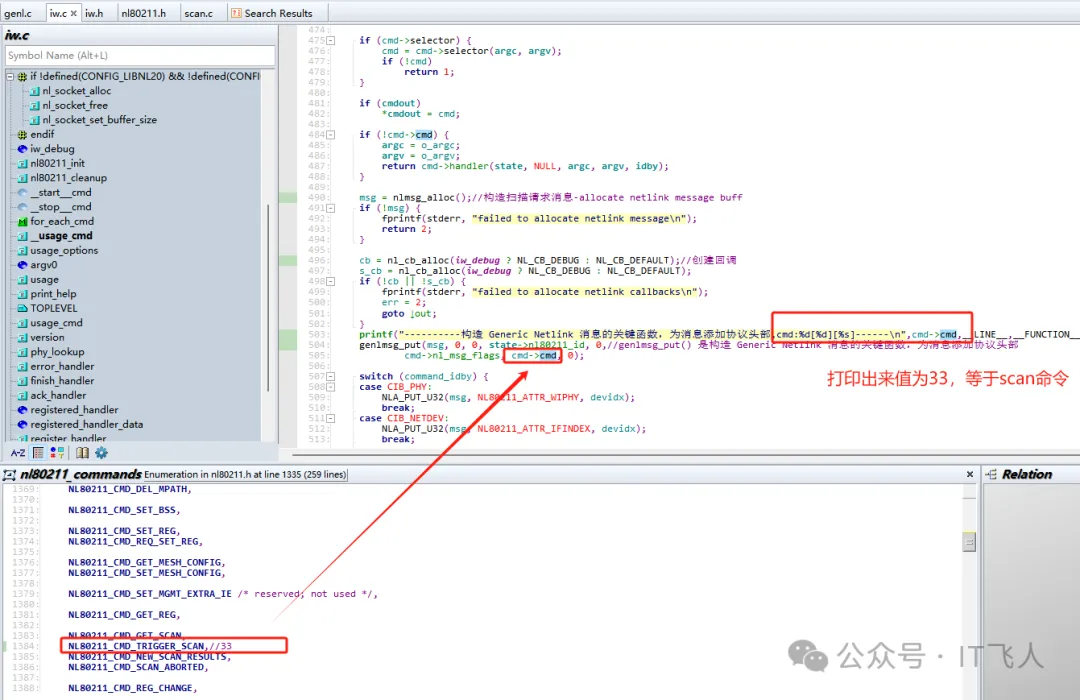 genl.c iw.c × iw.h nl80211.h scan.c Search Results
iw.c
Symbol Name (Alt+L)
if !defined(CONFIG_LIBNL20) && !defined(CONFI
nl_socket_alloc
nl_socket_free
nl_socket_set_buffer_size
endif
iw_debug
nl80211_init
nl80211_cleanup
__start__cmd
__stop__cmd
for_each_cmd
__usage_cmd
usage_options
argv0
usage
print_help
TOPLEVEL
usage_cmd
version
phy_lookup
error_handler
finish_handler
ack_handler
registered_handler
registered_handler_data
register_handler
A-Z
474:
475: if (cmd->selector) {
476: cmd = cmd->selector(argc, argv);
477: if (!cmd)
478: return 1;
479: }
480:
481: if (cmdout)
482: *cmdout = cmd;
483:
484: if (!cmd->cmd) {
485: argc = o_argc;
486: argv = o_argv;
487: return cmd->handler(state, NULL, argc, argv, idby);
488: }
489:
490: msg = nlmsg_alloc();//构造扫描请求消息-allocate netlink message buff
491: if (!msg) {
492: fprintf(stderr, "failed to allocate netlink message\n");
493: return 2;
494: }
495:
496: cb = nl_cb_alloc(iw_debug ? NL_CB_DEBUG : NL_CB_DEFAULT);//创建回调
497: s_cb = nl_cb_alloc(iw_debug ? NL_CB_DEBUG : NL_CB_DEFAULT);
498: if (!cb || !s_cb) {
499: fprintf(stderr, "failed to allocate netlink callbacks\n");
500: err = 2;
501: goto out;
502: }
503: printf("----------构造 Generic Netlink 消息的关键函数，为消息添加协议头部,cmd:%d[%d][%s]------\n",cmd->cmd,__LINE__,__FUNCTION__
504: genlmsg_put(msg, 0, 0, state->nl80211_id, 0,//genlmsg_put() 是构造 Generic Netlink 消息的关键函数，为消息添加协议头部
505: cmd->nl_msg_flags, cmd->cmd, 0);
506:
507: switch (command_idby) {
508: case CIB_PHY:
509: NLA_PUT_U32(msg, NL80211_ATTR_WIPHY, devidx);
510: break;
511: case CIB_NETDEV:
512: NLA_PUT_U32(msg, NL80211_ATTR_IFINDEX, devidx);
513: break;
打印出来值为33，等于scan命令
nl80211_commands Enumeration in nl80211.h at line 1335 (259 lines) ×
Relation
1369: NL80211_CMD_DEL_MPATH,
1370:
1371: NL80211_CMD_SET_BSS,
1372:
1373: NL80211_CMD_SET_REG,
1374: NL80211_CMD_REQ_SET_REG,
1375:
1376: NL80211_CMD_GET_MESH_CONFIG,
1377: NL80211_CMD_SET_MESH_CONFIG,
1378:
1379: NL80211_CMD_SET_MGMT_EXTRA_IE /* reserved; not used */,
1380:
1381: NL80211_CMD_GET_REG,
1382:
1383: NL80211_CMD_GET_SCAN,
1384: NL80211_CMD_TRIGGER_SCAN,//33
1385: NL80211_CMD_NEW_SCAN_RESULTS,
1386: NL80211_CMD_SCAN_ABORTED,
1387:
1388: NL80211_CMD_REG_CHANGE,
公众号 · IT飞人